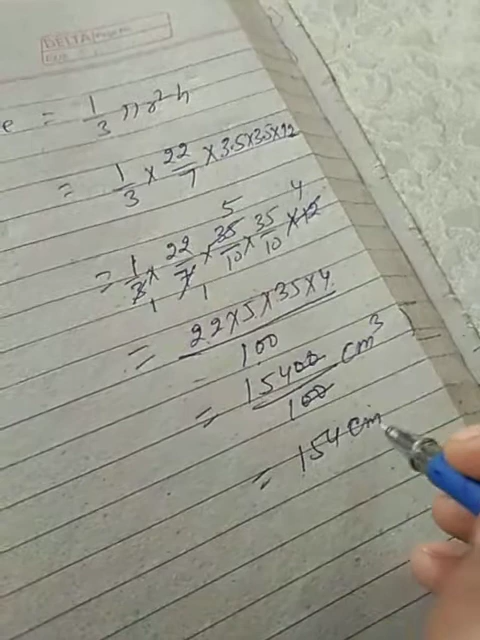 DELTA
e = 1/3 πr²h
= 1/3 × 22/7 × 3.5×3.5×12
5 4
= 1/3 × 22/7 × 35/10 × 35/10 × 12
1 1
= 22×5×35×4/100
= 15400/100 cm³
= 154 cm